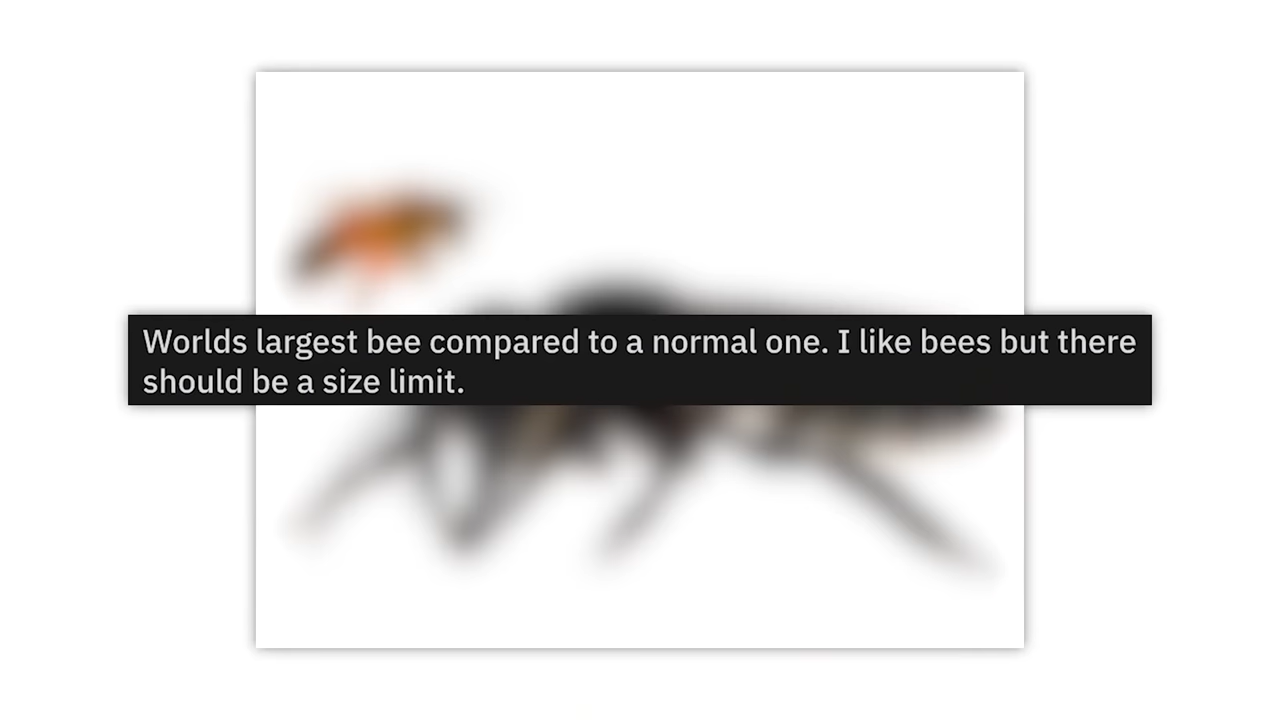 Worlds largest bee compared to a normal one. I like bees but there
should be a size limit.